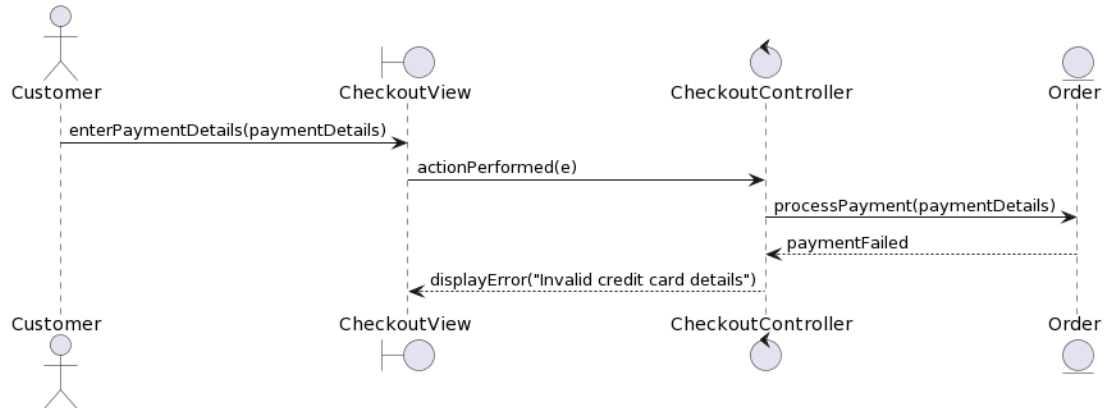 Customer
CheckoutView
CheckoutController
Order
enterPaymentDetails(paymentDetails)
actionPerformed(e)
processPayment(paymentDetails)
paymentFailed
displayError("Invalid credit card details")
Customer
CheckoutView
CheckoutController
Order